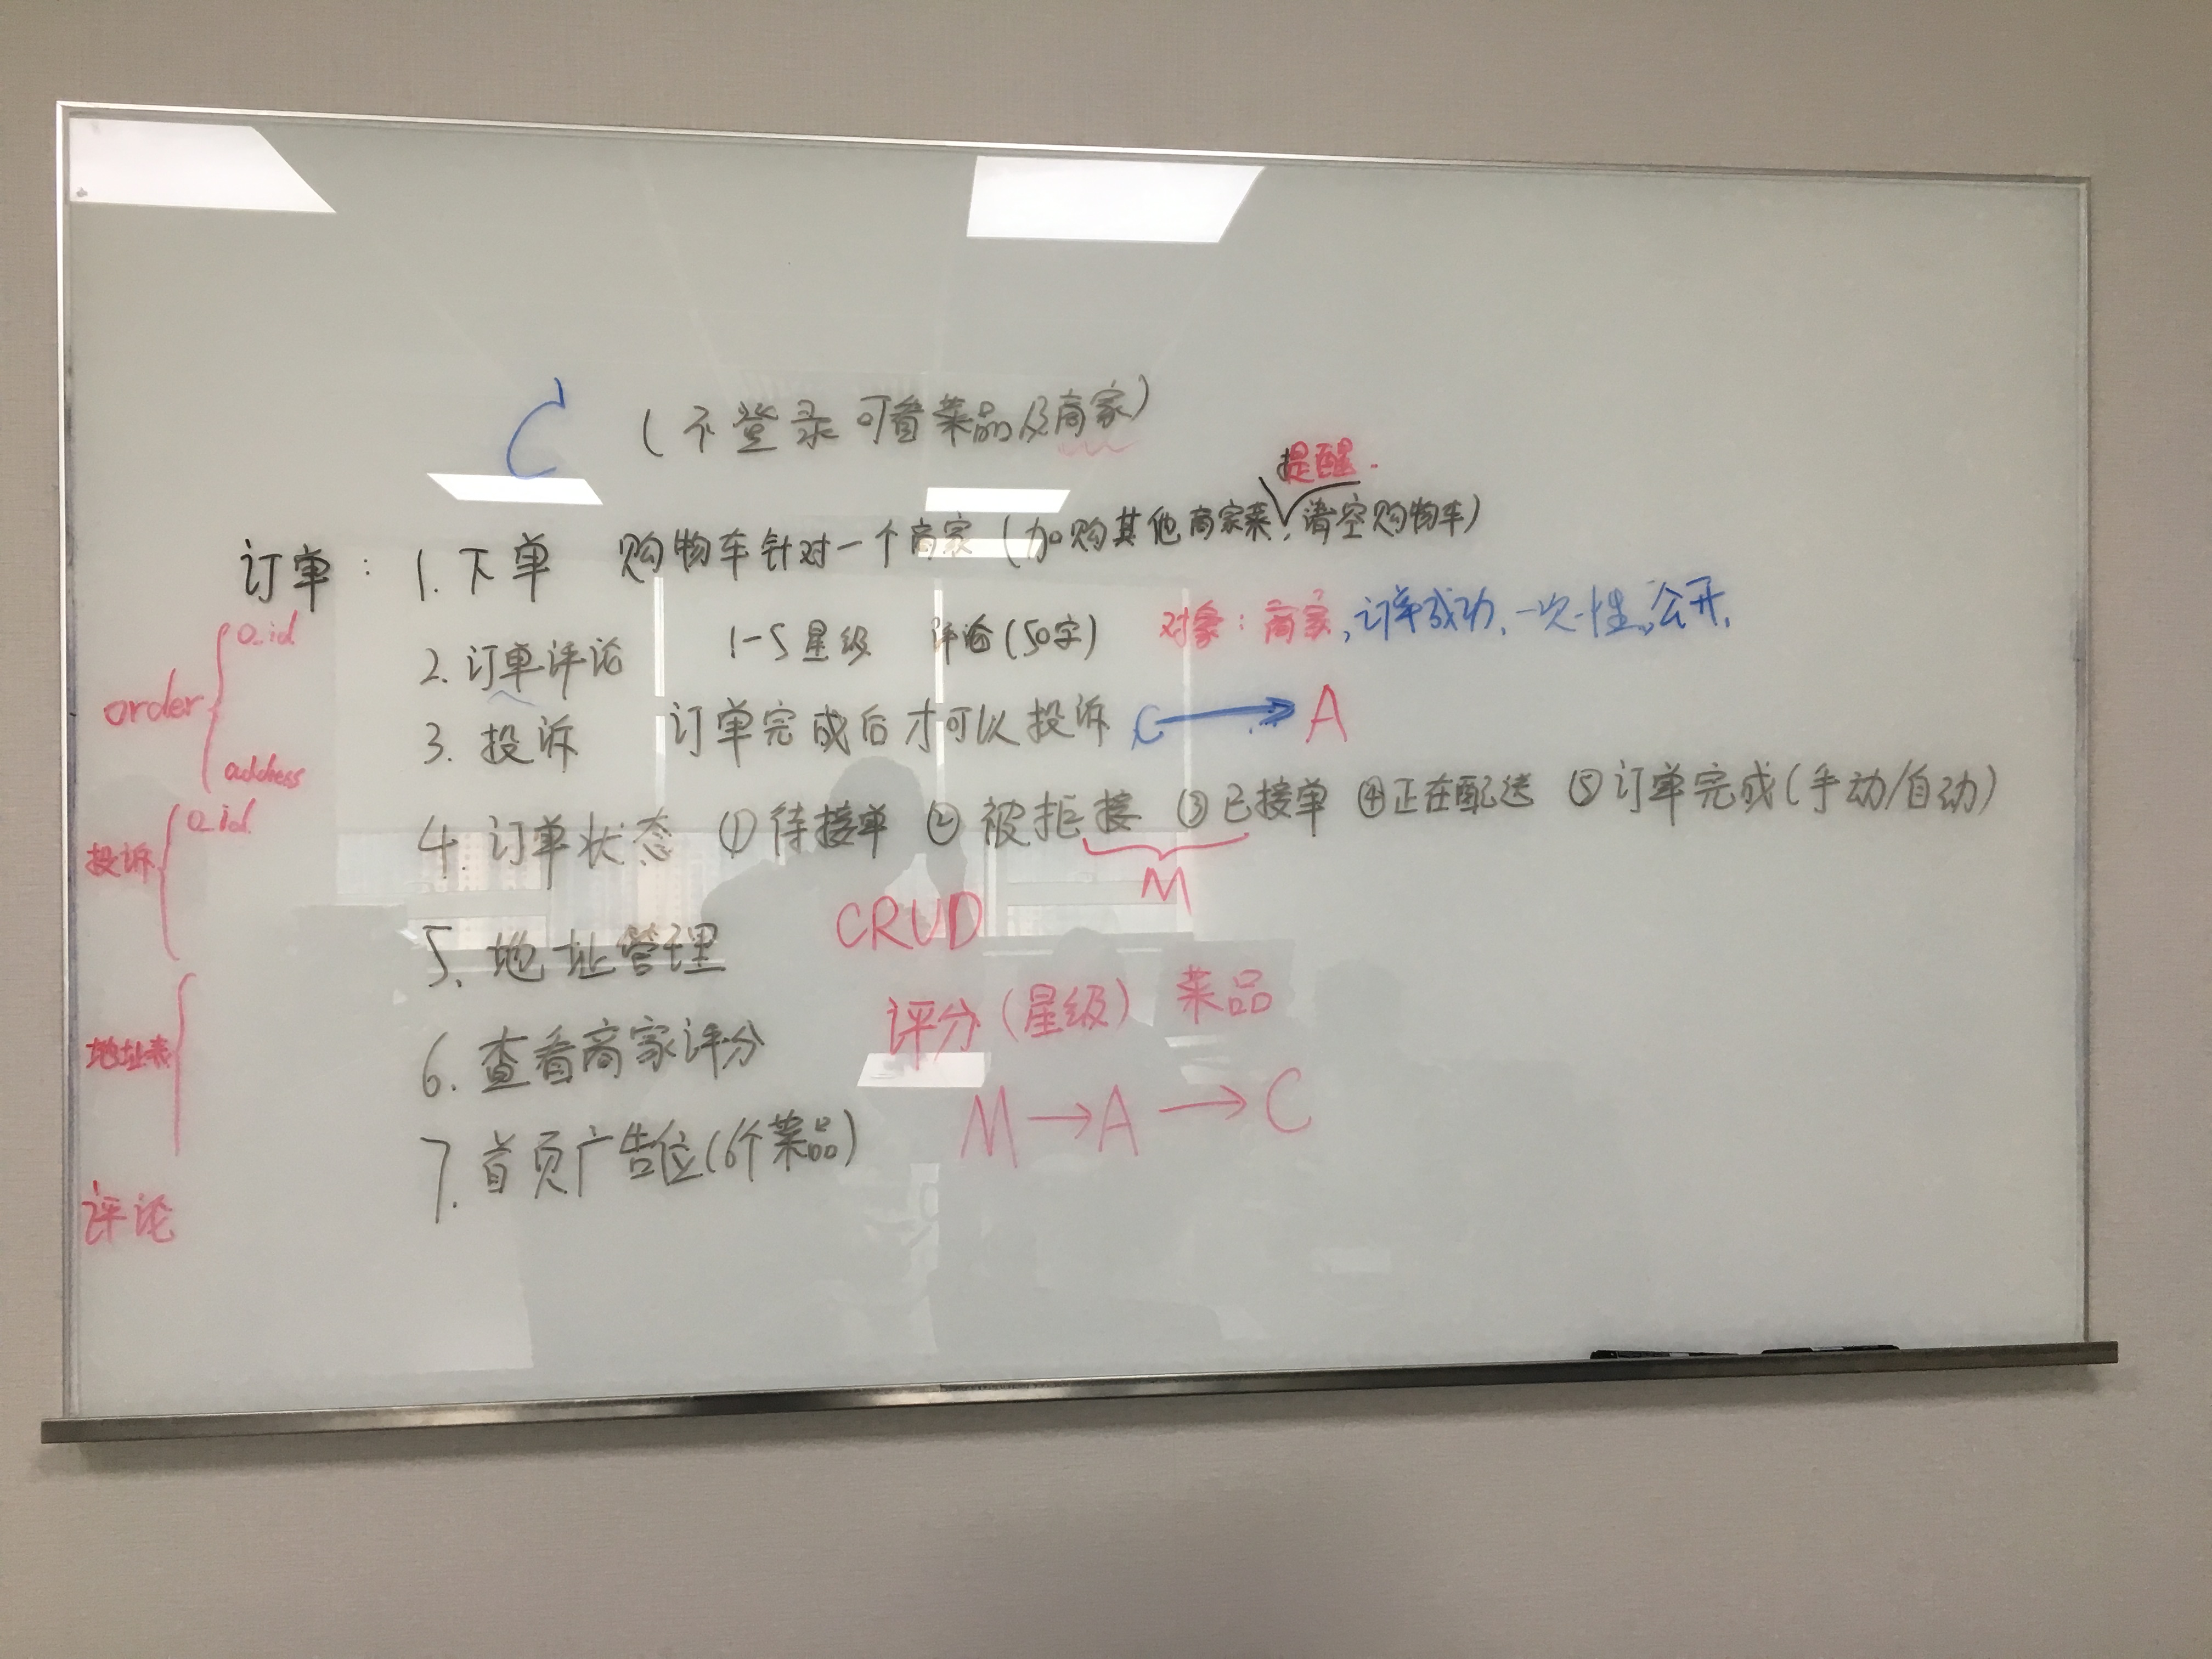 C （不登录可看菜品及商家）
提醒.
订单： 1. 下单 购物车针对一个商家（加购其他商家菜，清空购物车）
2. 订单评论 1-5星级 评论(50字) 对象：商家，订单成功、一次性、公开.
3. 投诉 订单完成后才可以投诉 C → A
4. 订单状态 ① 待接单 ② 被拒接 ③ 已接单 ④ 正在配送 ⑤ 订单完成(手动/自动)
M
5. 地址管理 CRUD
6. 查看商家评分 评分（星级） 菜品
7. 首页广告位(6个菜品) M → A → C
o_id
order
address
o_id
投诉
地址表
评论